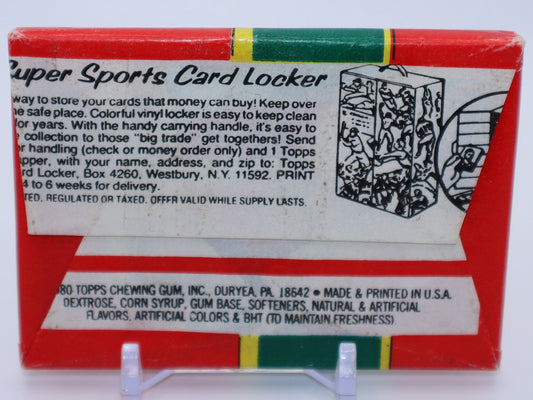 Super Sports Card Locker
way to store your cards that money can buy! Keep over
e safe place. Colorful vinyl locker is easy to keep clean
for years. With the handy carrying handle, it's easy to
e collection to those "big trade" get togethers! Send
r handling (check or money order only) and 1 Topps
apper, with your name, address, and zip to: Topps
rd Locker, Box 4260, Westbury, N.Y. 11592. PRINT
4 to 6 weeks for delivery.
TED, REGULATED OR TAXED. OFFER VALID WHILE SUPPLY LASTS.
80 TOPPS CHEWING GUM, INC., DURYEA, PA. 18642 • MADE & PRINTED IN U.S.A.
DEXTROSE, CORN SYRUP, GUM BASE, SOFTENERS, NATURAL & ARTIFICIAL
FLAVORS, ARTIFICIAL COLORS & BHT (TO MAINTAIN FRESHNESS)